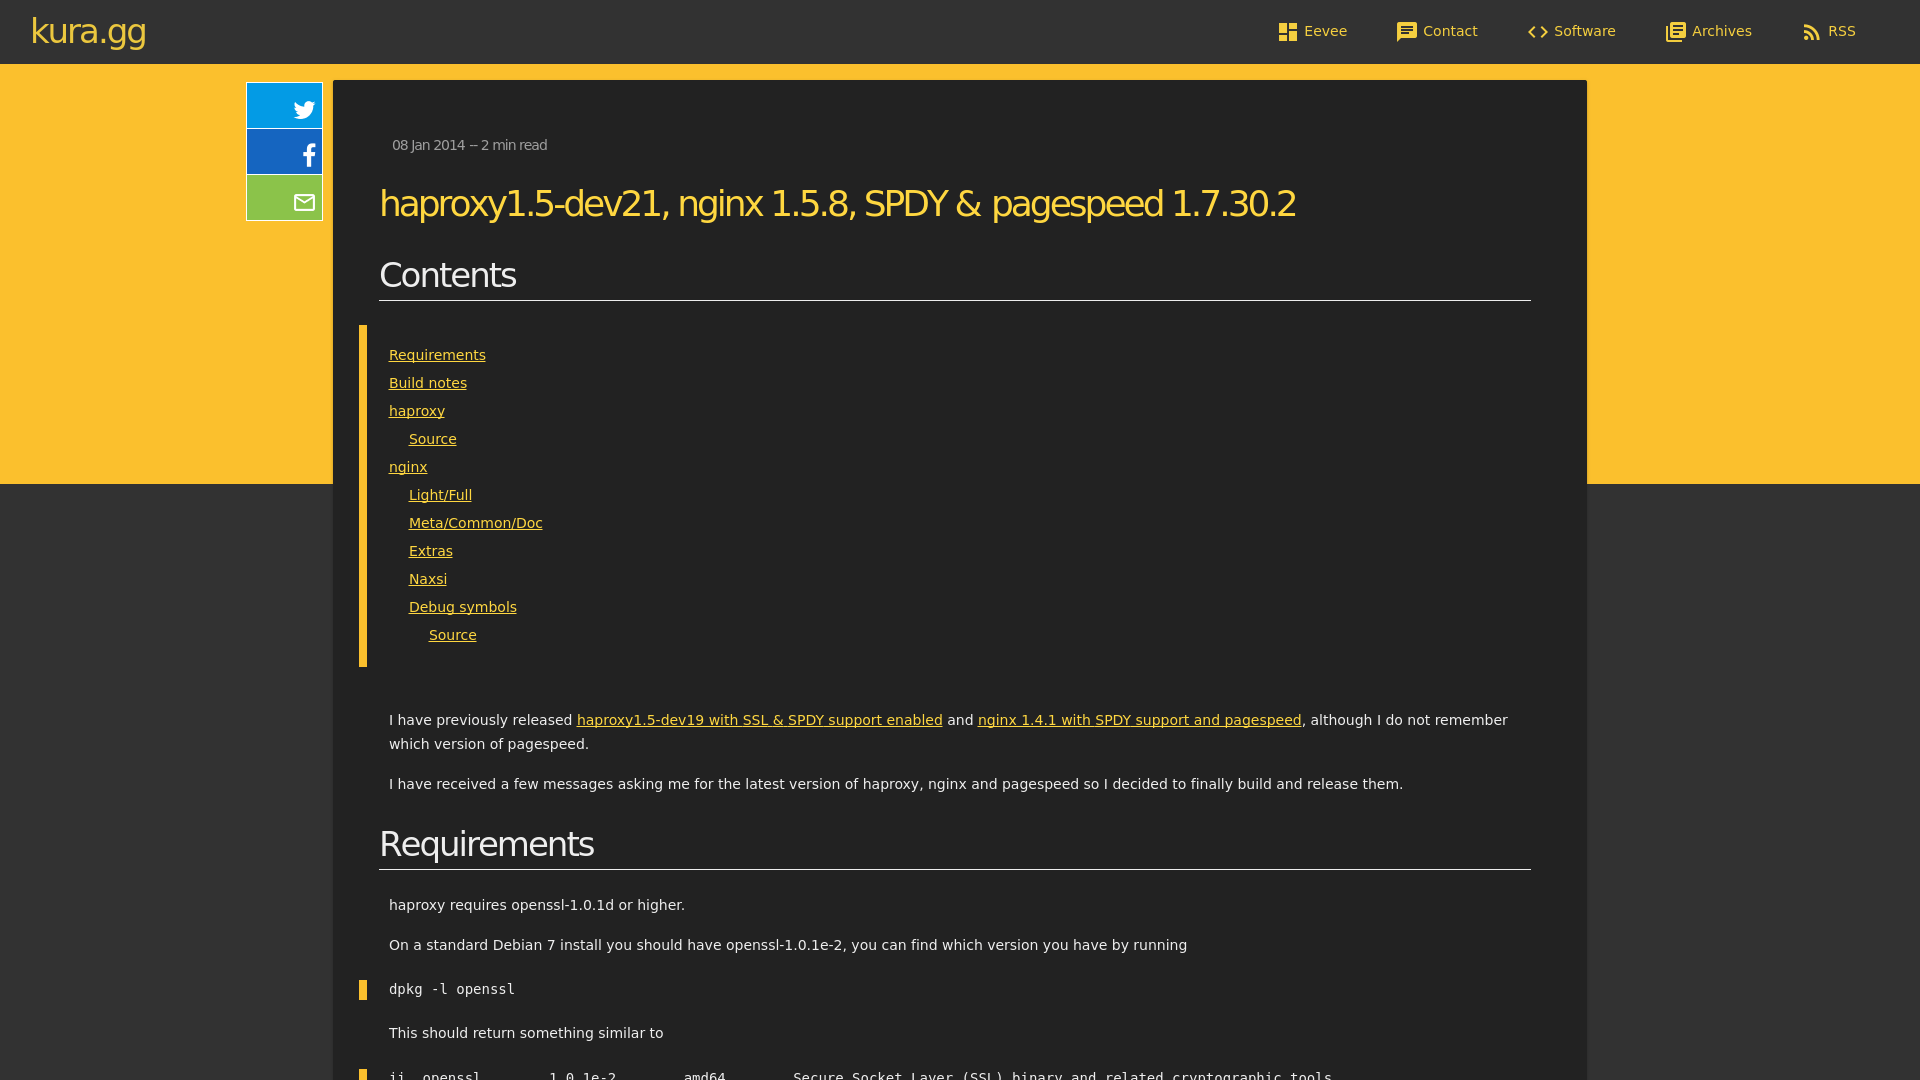 kura.gg
Eevee
Contact
Software
Archives
RSS
08 Jan 2014 – 2 min read
haproxy1.5-dev21, nginx 1.5.8, SPDY & pagespeed 1.7.30.2
Contents
Requirements
Build notes
haproxy
Source
nginx
Light/Full
Meta/Common/Doc
Extras
Naxsi
Debug symbols
Source
I have previously released haproxy1.5-dev19 with SSL & SPDY support enabled and nginx 1.4.1 with SPDY support and pagespeed, although I do not remember
which version of pagespeed.
I have received a few messages asking me for the latest version of haproxy, nginx and pagespeed so I decided to finally build and release them.
Requirements
haproxy requires openssl-1.0.1d or higher.
On a standard Debian 7 install you should have openssl-1.0.1e-2, you can find which version you have by running
dpkg -l openssl
This should return something similar to
ii  openssl        1.0.1e-2        amd64        Secure Socket Layer (SSL) binary and related cryptographic tools